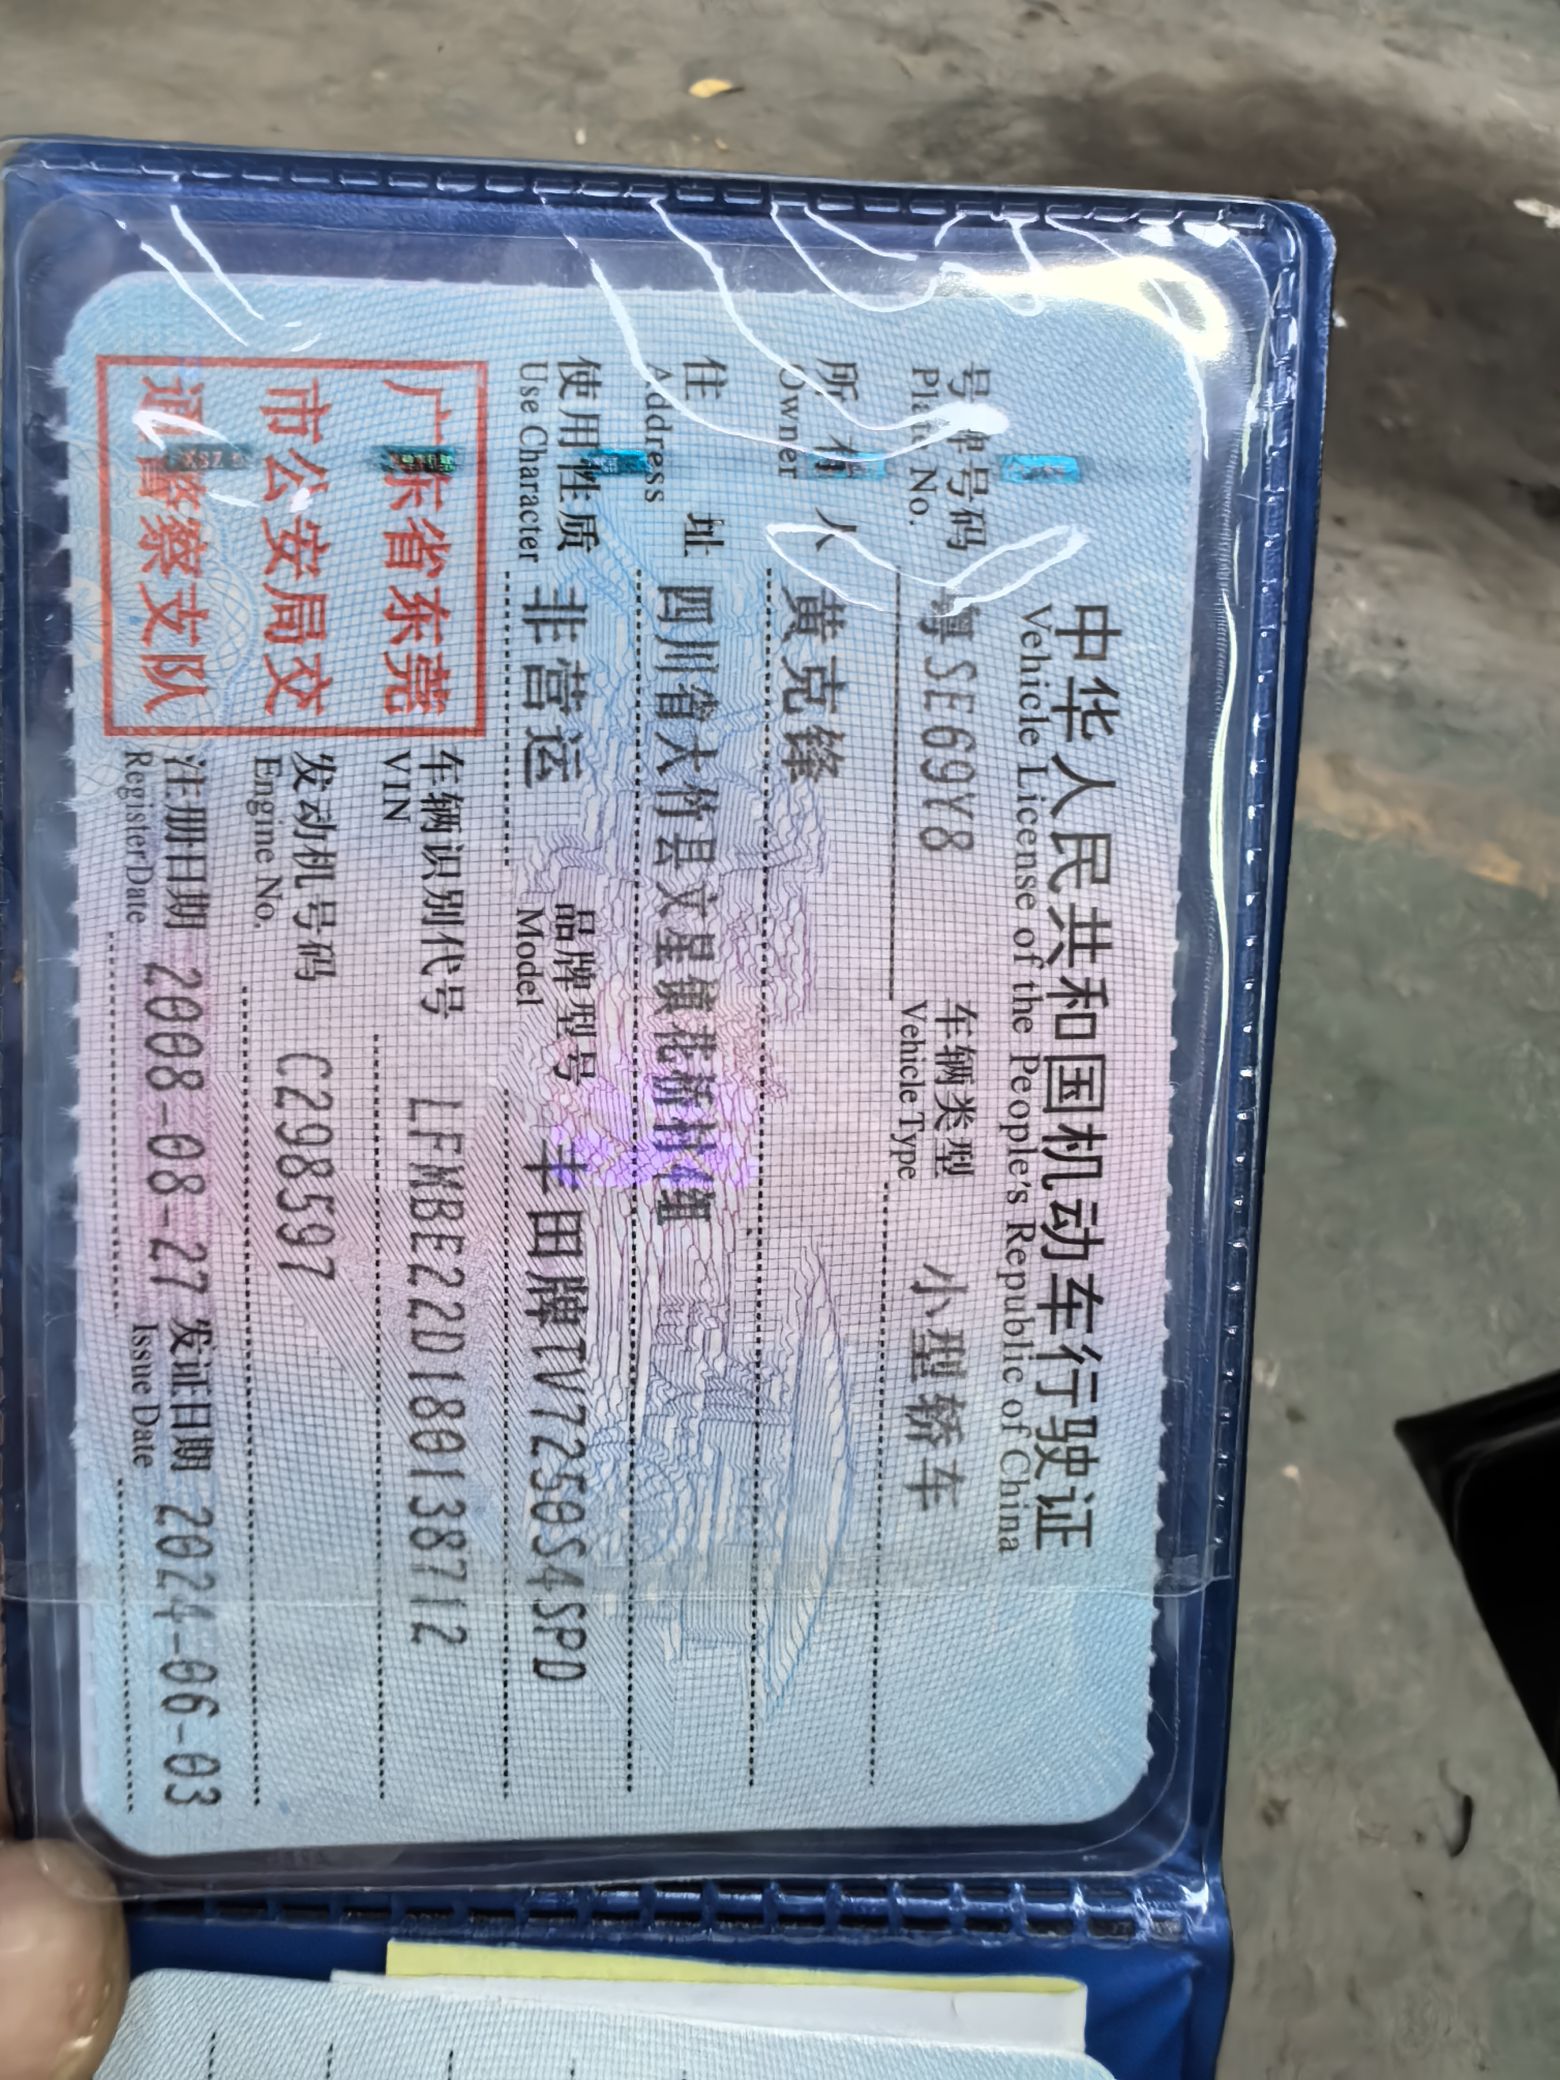 中华人民共和国机动车行驶证
Vehicle License of the People's Republic of China
号牌号码 粤SE69Y8 车辆类型 小型轿车
Plate No. Vehicle Type
所有人 黄克锋
Owner
住址 四川省大竹县文星镇花桥村4组
Address
使用性质 非营运 品牌型号 丰田牌TV7250S4SPD
Use Character Model
广东省东莞
市公安局交
通警察支队
车辆识别代号 LFMBE22D180138712
VIN
发动机号码 C298597
Engine No.
注册日期 2008-08-27 发证日期 2024-06-03
Register Date Issue Date